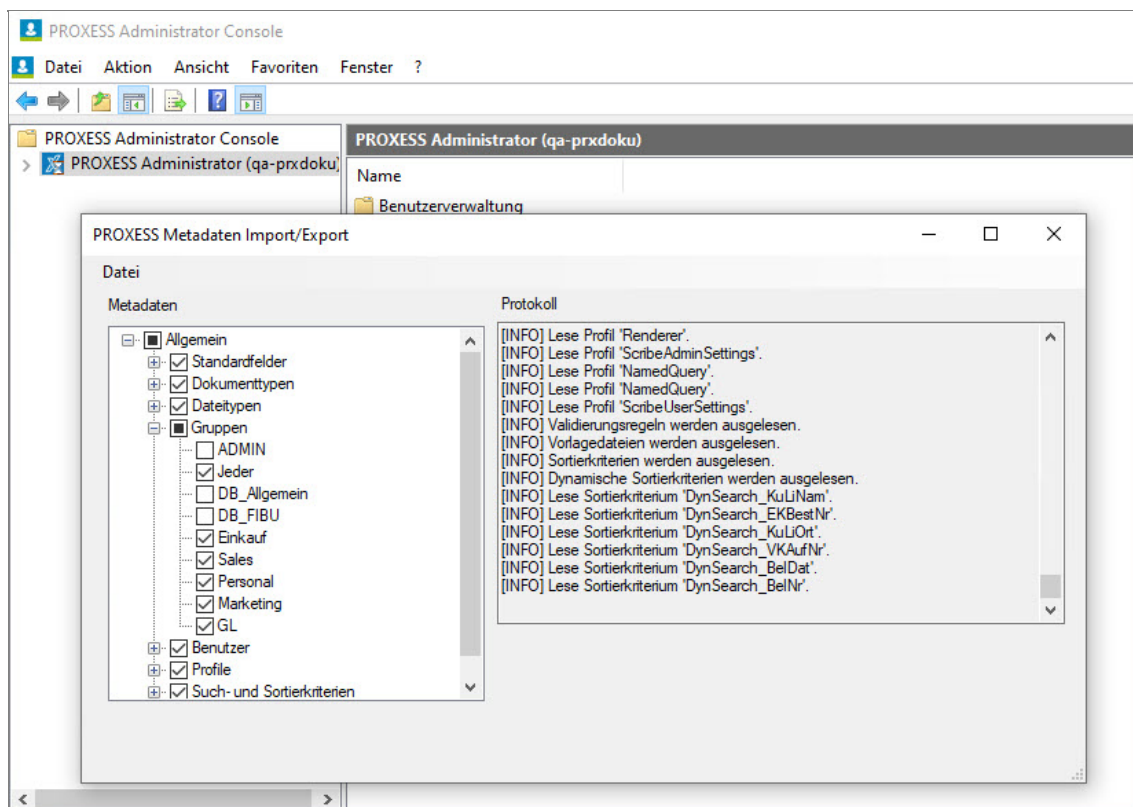 PROXESS Administrator Console
Datei Aktion Ansicht Favoriten Fenster ?
PROXESS Administrator Console
PROXESS Administrator (qa-prxdoku)
PROXESS Administrator (qa-prxdoku)
Name
Benutzerverwaltung
PROXESS Metadaten Import/Export
Datei
Metadaten
Allgemein
Standardfelder
Dokumenttypen
Dateitypen
Gruppen
ADMIN
Jeder
DB_Allgemein
DB_FIBU
Einkauf
Sales
Personal
Marketing
GL
Benutzer
Profile
Such- und Sortierkriterien
Protokoll
[INFO] Lese Profil 'Renderer'.
[INFO] Lese Profil 'ScribeAdminSettings'.
[INFO] Lese Profil 'NamedQuery'.
[INFO] Lese Profil 'NamedQuery'.
[INFO] Lese Profil 'ScribeUserSettings'.
[INFO] Validierungsregeln werden ausgelesen.
[INFO] Vorlagedateien werden ausgelesen.
[INFO] Sortierkriterien werden ausgelesen.
[INFO] Dynamische Sortierkriterien werden ausgelesen.
[INFO] Lese Sortierkriterium 'DynSearch_KuLiNam'.
[INFO] Lese Sortierkriterium 'DynSearch_EKBestNr'.
[INFO] Lese Sortierkriterium 'DynSearch_KuLiOrt'.
[INFO] Lese Sortierkriterium 'DynSearch_VKAufNr'.
[INFO] Lese Sortierkriterium 'DynSearch_BelDat'.
[INFO] Lese Sortierkriterium 'DynSearch_BelNr'.